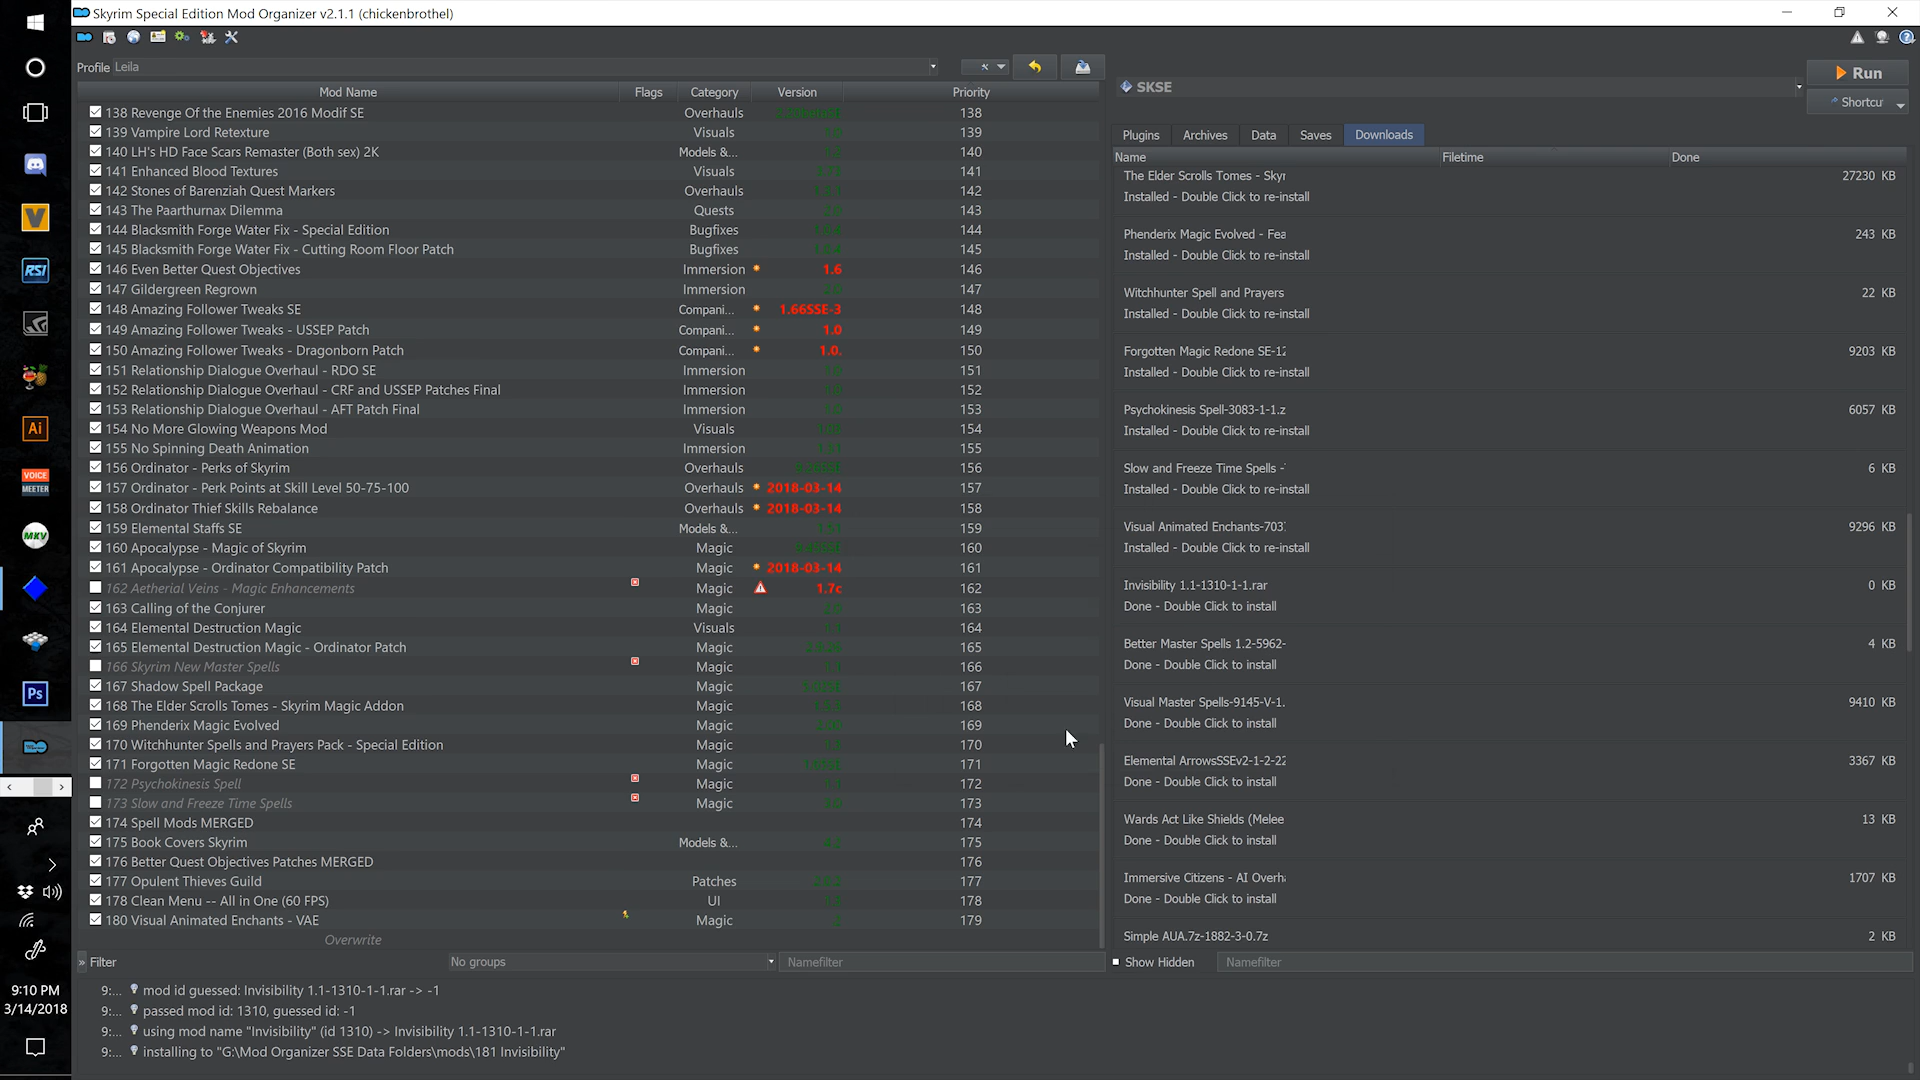 Skyrim Special Edition Mod Organizer v2.1.1 (chickenbrothel)
Profile Leila
Mod Name Flags Category Version Priority
138 Revenge Of the Enemies 2016 Modif SE Overhauls 138
139 Vampire Lord Retexture Visuals 139
140 LH's HD Face Scars Remaster (Both sex) 2K Models &... 140
141 Enhanced Blood Textures Visuals 141
142 Stones of Barenziah Quest Markers Overhauls 142
143 The Paarthurnax Dilemma Quests 143
144 Blacksmith Forge Water Fix - Special Edition Bugfixes 144
145 Blacksmith Forge Water Fix - Cutting Room Floor Patch Bugfixes 145
146 Even Better Quest Objectives Immersion 1.6 146
147 Gildergreen Regrown Immersion 147
148 Amazing Follower Tweaks SE Compani... 1.66SSE-3 148
149 Amazing Follower Tweaks - USSEP Patch Compani... 1.0 149
150 Amazing Follower Tweaks - Dragonborn Patch Compani... 1.0. 150
151 Relationship Dialogue Overhaul - RDO SE Immersion 151
152 Relationship Dialogue Overhaul - CRF and USSEP Patches Final Immersion 152
153 Relationship Dialogue Overhaul - AFT Patch Final Immersion 153
154 No More Glowing Weapons Mod Visuals 154
155 No Spinning Death Animation Immersion 155
156 Ordinator - Perks of Skyrim Overhauls 156
157 Ordinator - Perk Points at Skill Level 50-75-100 Overhauls 2018-03-14 157
158 Ordinator Thief Skills Rebalance Overhauls 2018-03-14 158
159 Elemental Staffs SE Models &... 159
160 Apocalypse - Magic of Skyrim Magic 160
161 Apocalypse - Ordinator Compatibility Patch Magic 2018-03-14 161
162 Aetherial Veins - Magic Enhancements Magic 1.7c 162
163 Calling of the Conjurer Magic 163
164 Elemental Destruction Magic Visuals 164
165 Elemental Destruction Magic - Ordinator Patch Magic 165
166 Skyrim New Master Spells Magic 166
167 Shadow Spell Package Magic 167
168 The Elder Scrolls Tomes - Skyrim Magic Addon Magic 168
169 Phenderix Magic Evolved Magic 169
170 Witchhunter Spells and Prayers Pack - Special Edition Magic 170
171 Forgotten Magic Redone SE Magic 171
172 Psychokinesis Spell Magic 172
173 Slow and Freeze Time Spells Magic 173
174 Spell Mods MERGED 174
175 Book Covers Skyrim Models &... 175
176 Better Quest Objectives Patches MERGED 176
177 Opulent Thieves Guild Patches 177
178 Clean Menu -- All in One (60 FPS) UI 178
180 Visual Animated Enchants - VAE Magic 179
Overwrite
» Filter No groups Namefilter
SKSE
Run
Shortcu
Plugins Archives Data Saves Downloads
Name Filetime Done
The Elder Scrolls Tomes - Skyr 27230 KB
Installed - Double Click to re-install
Phenderix Magic Evolved - Fea 243 KB
Installed - Double Click to re-install
Witchhunter Spell and Prayers 22 KB
Installed - Double Click to re-install
Forgotten Magic Redone SE-12 9203 KB
Installed - Double Click to re-install
Psychokinesis Spell-3083-1-1.z 6057 KB
Installed - Double Click to re-install
Slow and Freeze Time Spells - 6 KB
Installed - Double Click to re-install
Visual Animated Enchants-703 9296 KB
Installed - Double Click to re-install
Invisibility 1.1-1310-1-1.rar 0 KB
Done - Double Click to install
Better Master Spells 1.2-5962- 4 KB
Done - Double Click to install
Visual Master Spells-9145-V-1. 9410 KB
Done - Double Click to install
Elemental ArrowsSSEv2-1-2-22 3367 KB
Done - Double Click to install
Wards Act Like Shields (Melee 13 KB
Done - Double Click to install
Immersive Citizens - AI Overh 1707 KB
Done - Double Click to install
Simple AUA.7z-1882-3-0.7z 2 KB
Show Hidden Namefilter
9:... mod id guessed: Invisibility 1.1-1310-1-1.rar -> -1
9:... passed mod id: 1310, guessed id: -1
9:... using mod name "Invisibility" (id 1310) -> Invisibility 1.1-1310-1-1.rar
9:... installing to "G:\Mod Organizer SSE Data Folders\mods\181 Invisibility"
V
RSI
Ai
VOICE
MEETER
MKV
Ps
9:10 PM
3/14/2018